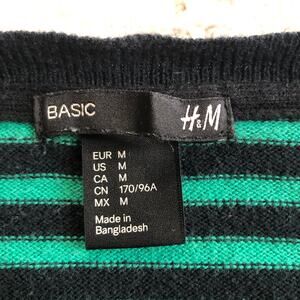 BASIC
H&M
EUR M
US M
CA M
CN 170/96A
MX M
Made in
Bangladesh